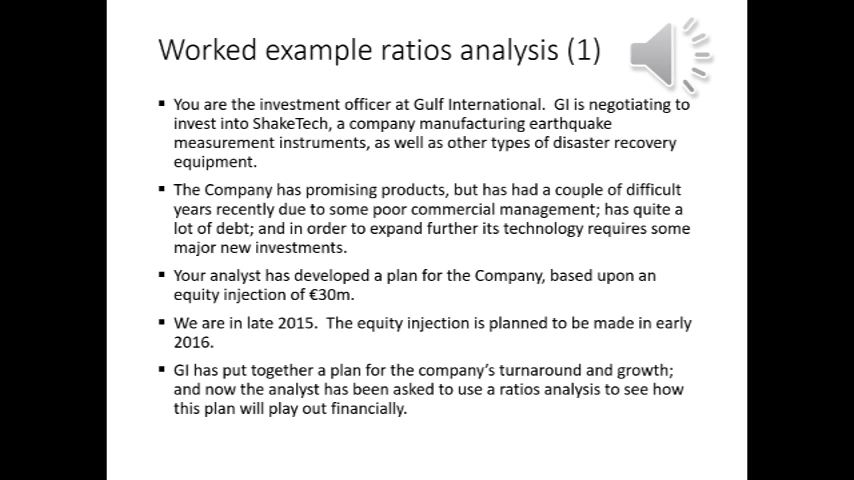 Worked example ratios analysis (1)
▪ You are the investment officer at Gulf International.  GI is negotiating to
invest into ShakeTech, a company manufacturing earthquake
measurement instruments, as well as other types of disaster recovery
equipment.
▪ The Company has promising products, but has had a couple of difficult
years recently due to some poor commercial management; has quite a
lot of debt; and in order to expand further its technology requires some
major new investments.
▪ Your analyst has developed a plan for the Company, based upon an
equity injection of €30m.
▪ We are in late 2015.  The equity injection is planned to be made in early
2016.
▪ GI has put together a plan for the company's turnaround and growth;
and now the analyst has been asked to use a ratios analysis to see how
this plan will play out financially.